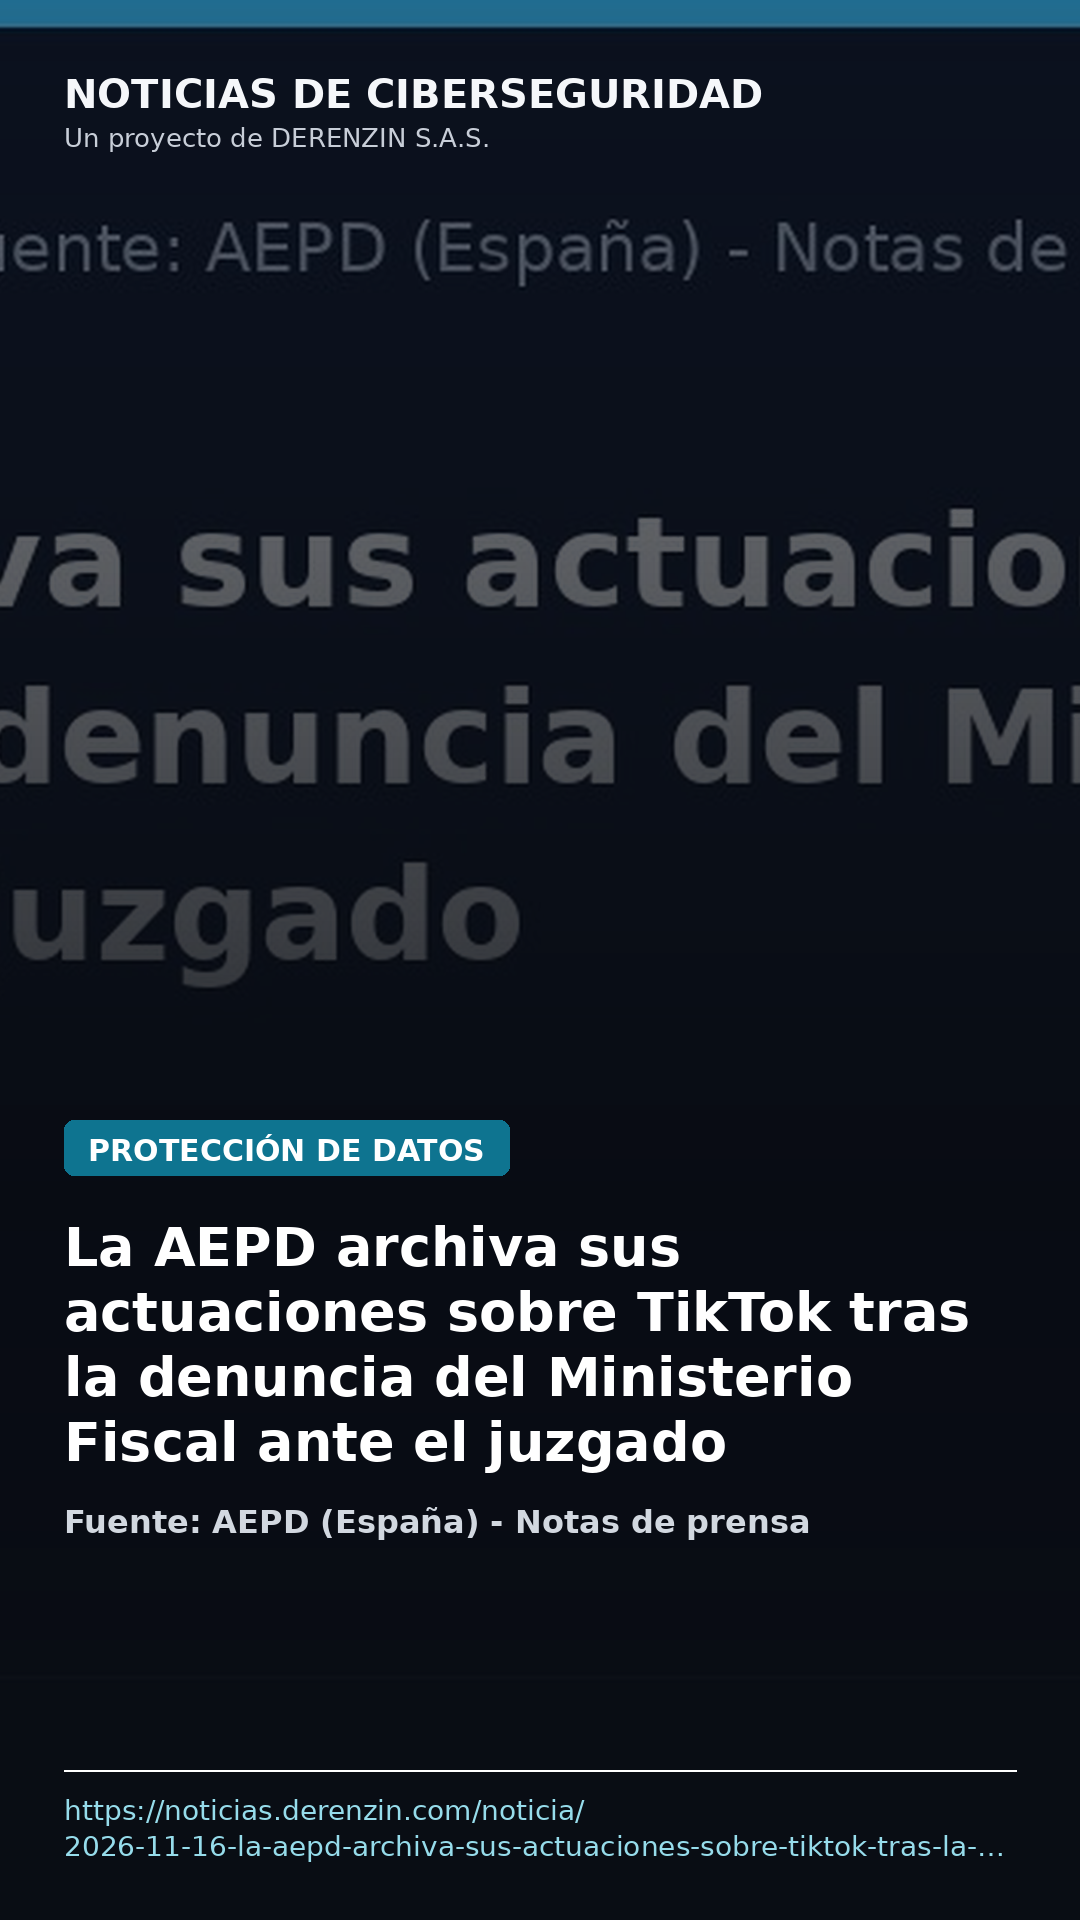 NOTICIAS DE CIBERSEGURIDAD
Un proyecto de DERENZIN S.A.S.
uente: AEPD (España) - Notas de
va sus actuacio
denuncia del Mi
uzgado
PROTECCIÓN DE DATOS
La AEPD archiva sus
actuaciones sobre TikTok tras
la denuncia del Ministerio
Fiscal ante el juzgado
Fuente: AEPD (España) - Notas de prensa
https://noticias.derenzin.com/noticia/
2026-11-16-la-aepd-archiva-sus-actuaciones-sobre-tiktok-tras-la-...